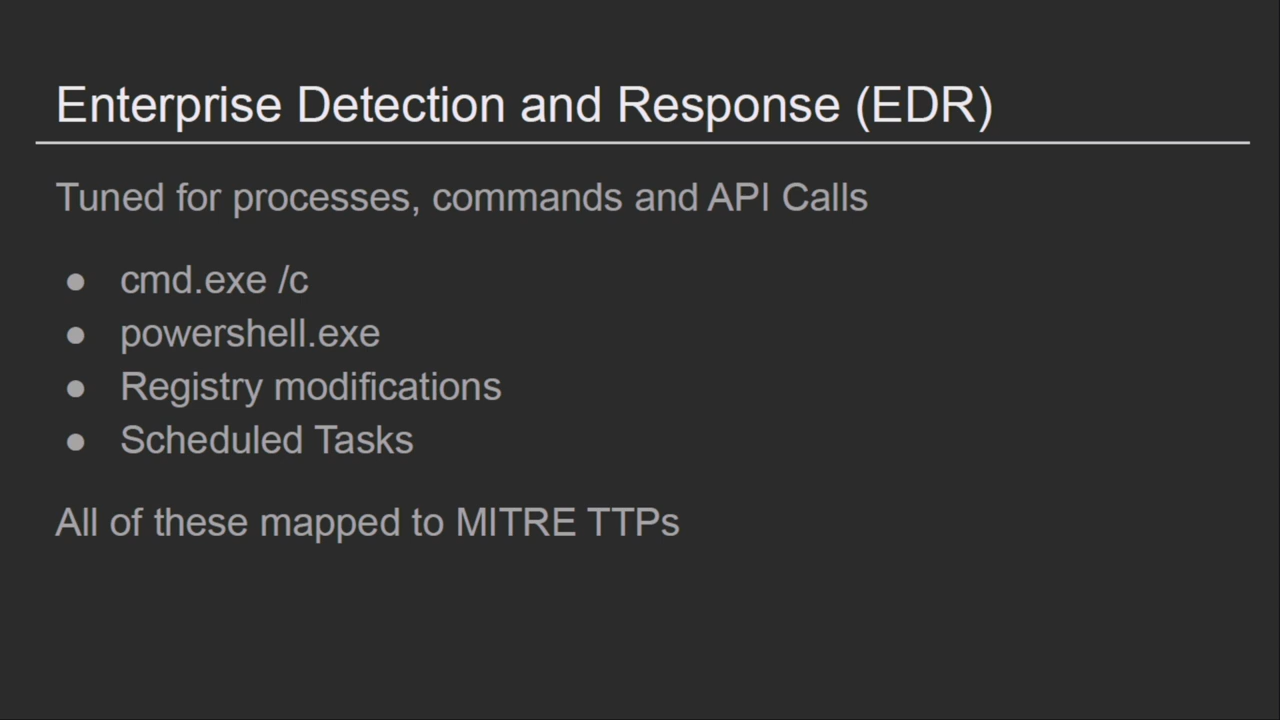 Enterprise Detection and Response (EDR)
Tuned for processes, commands and API Calls
● cmd.exe /c
● powershell.exe
● Registry modifications
● Scheduled Tasks
All of these mapped to MITRE TTPs